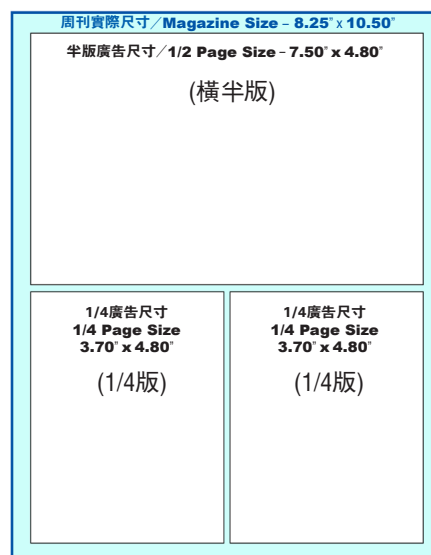 周刊實際尺寸／Magazine Size – 8.25" x 10.50"
半版廣告尺寸／1/2 Page Size – 7.50" x 4.80"
(橫半版)
1/4廣告尺寸
1/4 Page Size
3.70" x 4.80"
(1/4版)
1/4廣告尺寸
1/4 Page Size
3.70" x 4.80"
(1/4版)